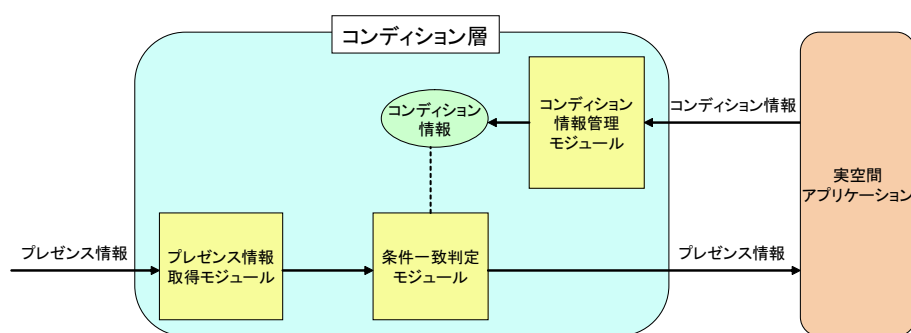 コンディション層
コンディション
情報
コンディション
情報管理
モジュール
コンディション情報
実空間
アプリケーション
プレゼンス情報
プレゼンス情報
取得モジュール
条件一致判定
モジュール
プレゼンス情報